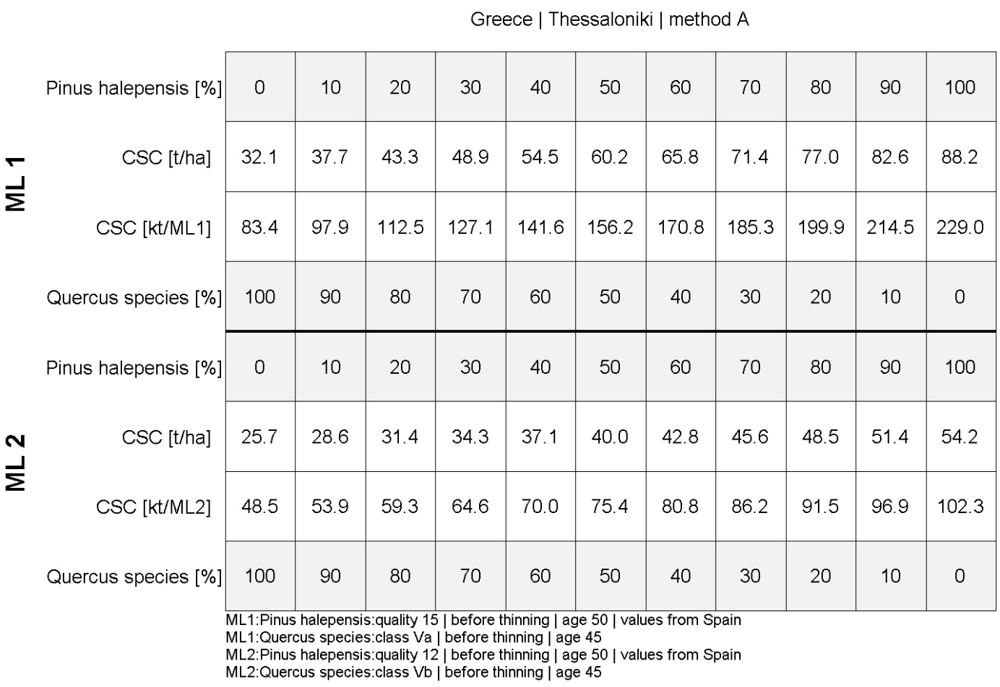 Greece | Thessaloniki | method A
ML 1
Pinus halepensis [%] 0 10 20 30 40 50 60 70 80 90 100
CSC [t/ha] 32.1 37.7 43.3 48.9 54.5 60.2 65.8 71.4 77.0 82.6 88.2
CSC [kt/ML1] 83.4 97.9 112.5 127.1 141.6 156.2 170.8 185.3 199.9 214.5 229.0
Quercus species [%] 100 90 80 70 60 50 40 30 20 10 0
ML 2
Pinus halepensis [%] 0 10 20 30 40 50 60 70 80 90 100
CSC [t/ha] 25.7 28.6 31.4 34.3 37.1 40.0 42.8 45.6 48.5 51.4 54.2
CSC [kt/ML2] 48.5 53.9 59.3 64.6 70.0 75.4 80.8 86.2 91.5 96.9 102.3
Quercus species [%] 100 90 80 70 60 50 40 30 20 10 0
ML1:Pinus halepensis:quality 15 | before thinning | age 50 | values from Spain
ML1:Quercus species:class Va | before thinning | age 45
ML2:Pinus halepensis:quality 12 | before thinning | age 50 | values from Spain
ML2:Quercus species:class Vb | before thinning | age 45